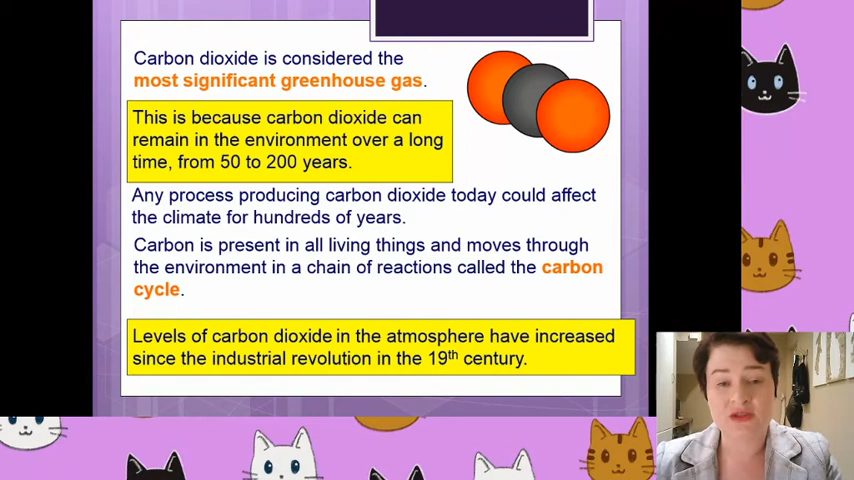 Carbon dioxide is considered the
most significant greenhouse gas.
This is because carbon dioxide can
remain in the environment over a long
time, from 50 to 200 years.
Any process producing carbon dioxide today could affect
the climate for hundreds of years.
Carbon is present in all living things and moves through
the environment in a chain of reactions called the carbon
cycle.
Levels of carbon dioxide in the atmosphere have increased
since the industrial revolution in the 19th century.